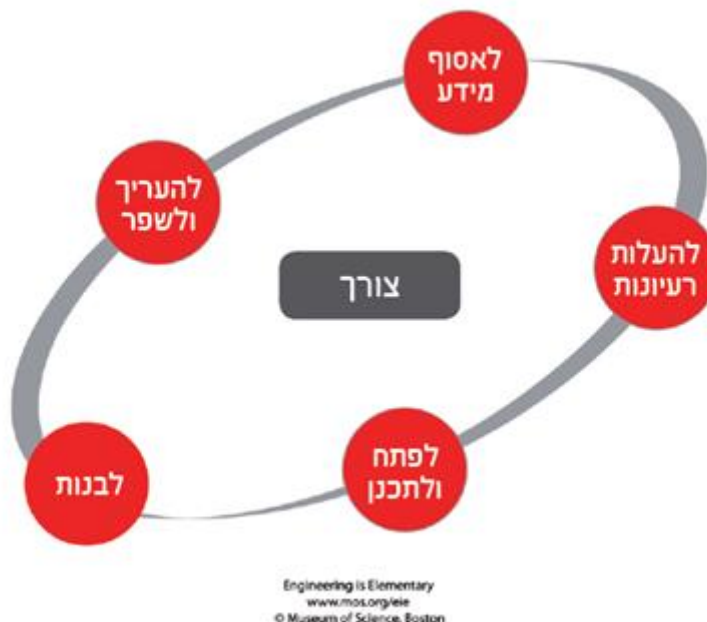 לאסוף
מידע
להעלות
רעיונות
לפתח
ולתכנן
לבנות
להעריך
ולשפר
צורך
Engineering is Elementary
www.mos.org/eie
© Museum of Science, Boston